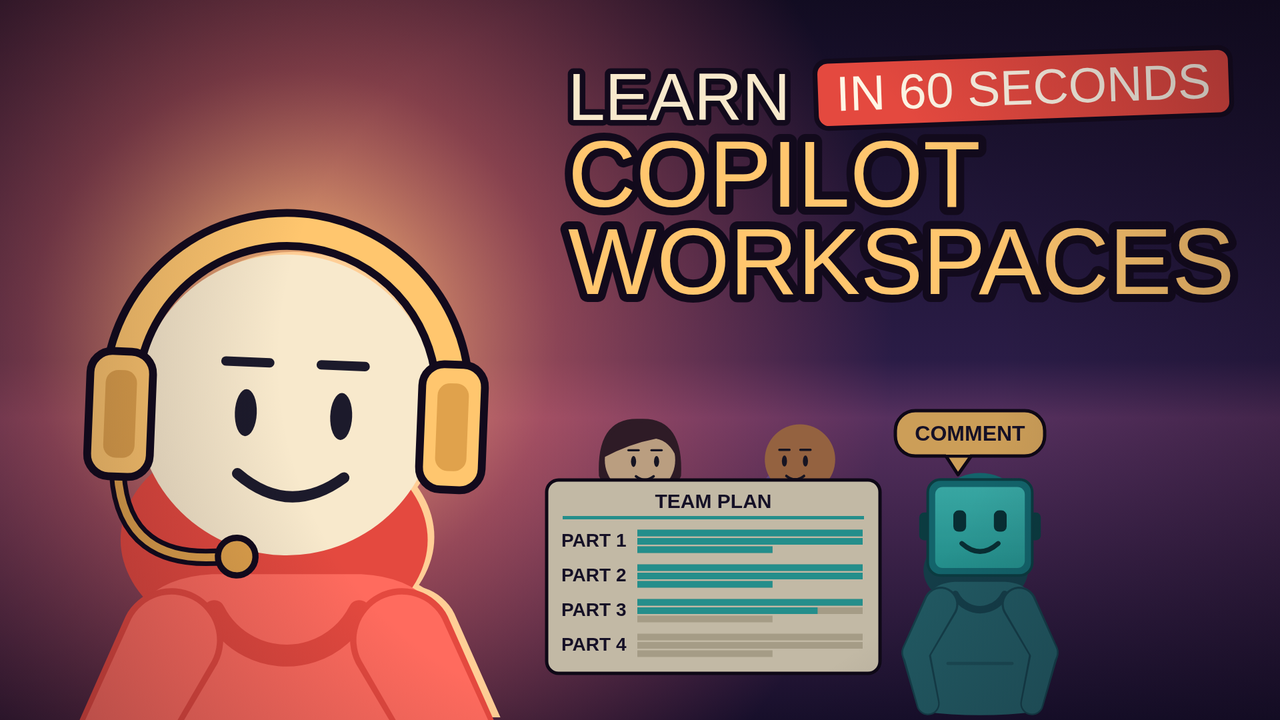 LEARN IN 60 SECONDS
COPILOT
WORKSPACES
COMMENT
TEAM PLAN
PART 1
PART 2
PART 3
PART 4